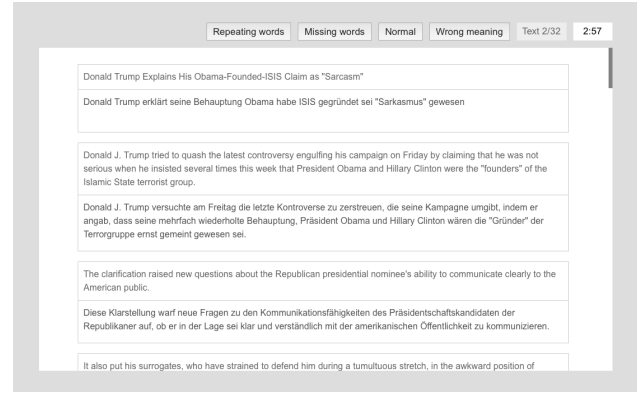 Repeating words Missing words Normal Wrong meaning Text 2/32 2:57
Donald Trump Explains His Obama-Founded-ISIS Claim as "Sarcasm"
Donald Trump erklärt seine Behauptung Obama habe ISIS gegründet sei "Sarkasmus" gewesen
Donald J. Trump tried to quash the latest controversy engulfing his campaign on Friday by claiming that he was not
serious when he insisted several times this week that President Obama and Hillary Clinton were the "founders" of the
Islamic State terrorist group.
Donald J. Trump versuchte am Freitag die letzte Kontroverse zu zerstreuen, die seine Kampagne umgibt, indem er
angab, dass seine mehrfach wiederholte Behauptung, Präsident Obama und Hillary Clinton wären die "Gründer" der
Terrorgruppe ernst gemeint gewesen sei.
The clarification raised new questions about the Republican presidential nominee's ability to communicate clearly to the
American public.
Diese Klarstellung warf neue Fragen zu den Kommunikationsfähigkeiten des Präsidentschaftskandidaten der
Republikaner auf, ob er in der Lage sei klar und verständlich mit der amerikanischen Öffentlichkeit zu kommunizieren.
It also put his surrogates, who have strained to defend him during a tumultuous stretch, in the awkward position of